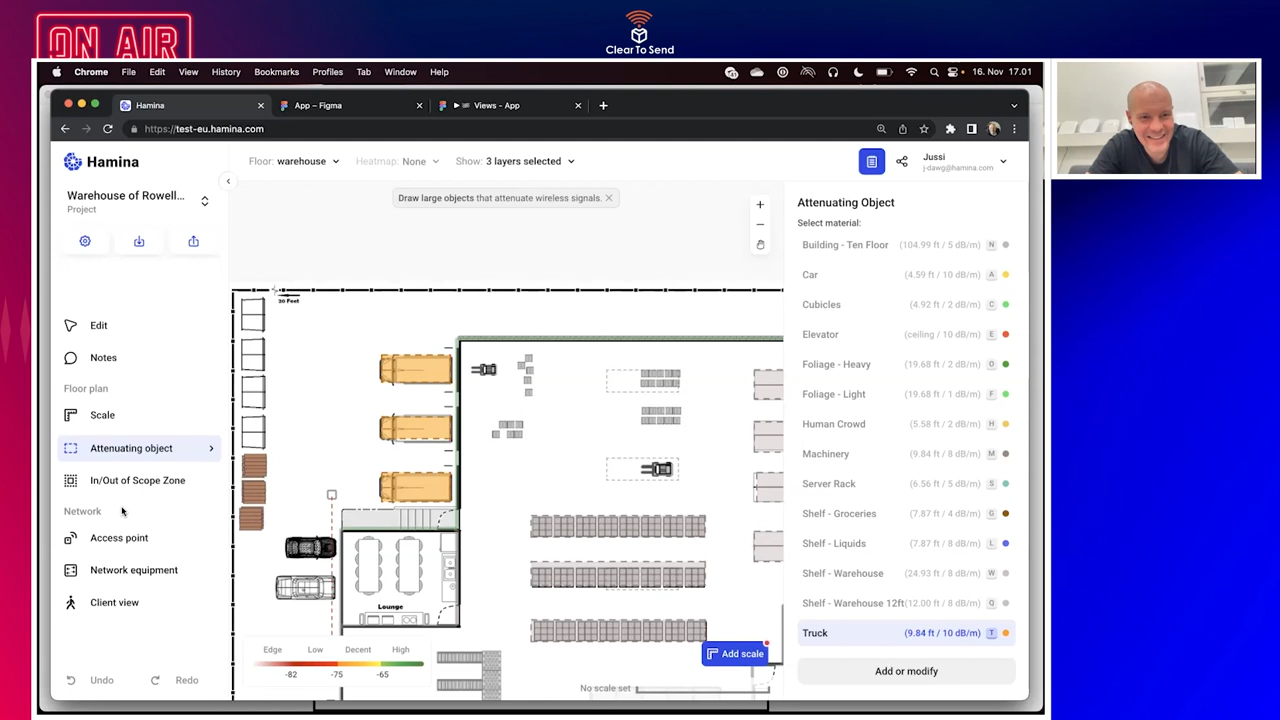 ON AIR
Clear To Send
Chrome File Edit View History Bookmarks Profiles Tab Window Help 16. Nov 17.01
Hamina App – Figma Views - App
https://test-eu.hamina.com
Hamina
Floor: warehouse Heatmap: None Show: 3 layers selected
Jussi
j-dawg@hamina.com
Warehouse of Rowell...
Project
Draw large objects that attenuate wireless signals.
Edit
Notes
Floor plan
Scale
Attenuating object
In/Out of Scope Zone
Network
Access point
Network equipment
Client view
Undo Redo
30 Feet
Lounge
Edge Low Decent High
-82 -75 -65
Add scale
No scale set
Attenuating Object
Select material:
Building - Ten Floor (104.99 ft / 5 dB/m) N
Car (4.59 ft / 10 dB/m) A
Cubicles (4.92 ft / 2 dB/m) C
Elevator (ceiling / 10 dB/m) E
Foliage - Heavy (19.68 ft / 2 dB/m) O
Foliage - Light (19.68 ft / 1 dB/m) F
Human Crowd (5.58 ft / 2 dB/m) H
Machinery (9.84 ft / 8 dB/m) M
Server Rack (6.56 ft / 5 dB/m) S
Shelf - Groceries (7.87 ft / 4 dB/m) G
Shelf - Liquids (7.87 ft / 8 dB/m) L
Shelf - Warehouse (24.93 ft / 8 dB/m) W
Shelf - Warehouse 12ft (12.00 ft / 8 dB/m) Q
Truck (9.84 ft / 10 dB/m) T
Add or modify